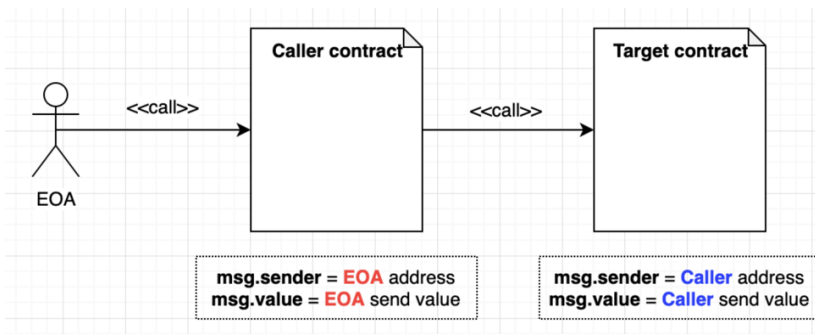 Caller contract
Target contract
<<call>>
<<call>>
EOA
msg.sender = EOA address
msg.value = EOA send value
msg.sender = Caller address
msg.value = Caller send value